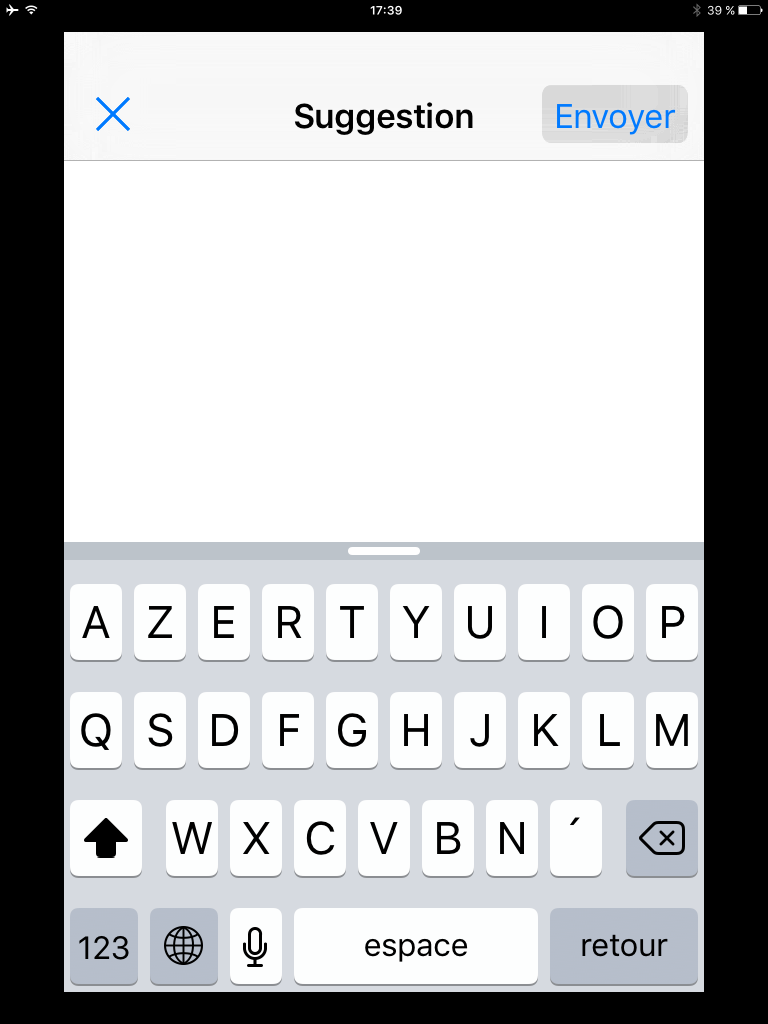 17:39 39 %
Suggestion Envoyer
A Z E R T Y U I O P
Q S D F G H J K L M
W X C V B N ´
123 espace retour